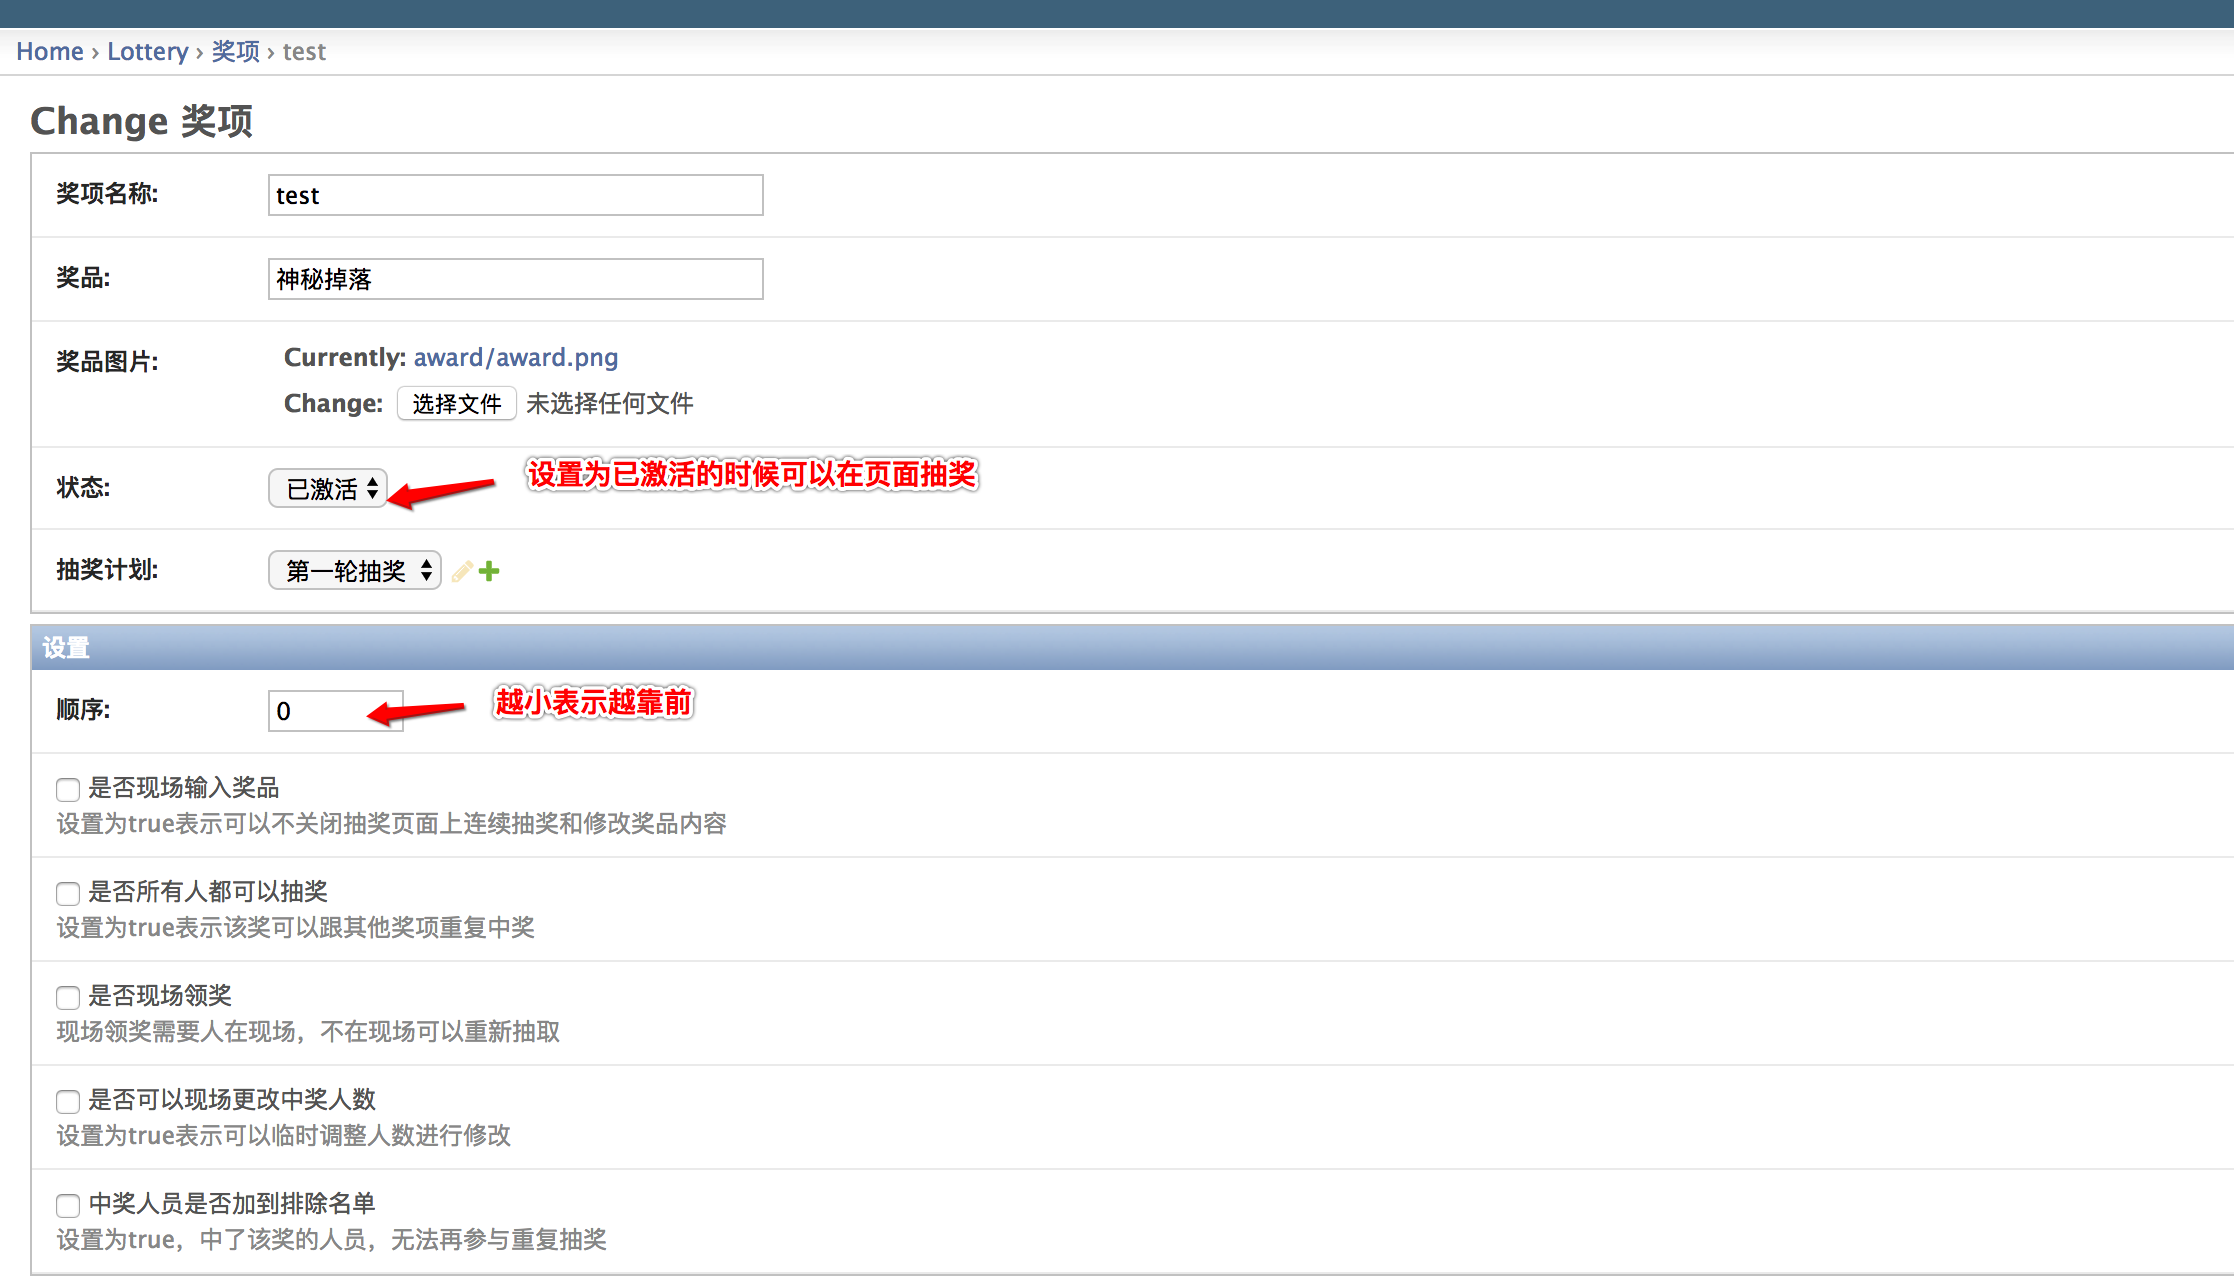 Home › Lottery › 奖项 › test
Change 奖项
奖项名称: test
奖品: 神秘掉落
奖品图片: Currently: award/award.png
Change: 选择文件 未选择任何文件
状态: 已激活 设置为已激活的时候可以在页面抽奖
抽奖计划: 第一轮抽奖
设置
顺序: 0 越小表示越靠前
是否现场输入奖品
设置为true表示可以不关闭抽奖页面上连续抽奖和修改奖品内容
是否所有人都可以抽奖
设置为true表示该奖可以跟其他奖项重复中奖
是否现场领奖
现场领奖需要人在现场，不在现场可以重新抽取
是否可以现场更改中奖人数
设置为true表示可以临时调整人数进行修改
中奖人员是否加到排除名单
设置为true，中了该奖的人员，无法再参与重复抽奖